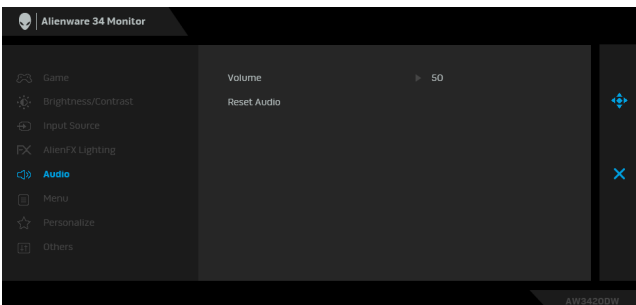 Alienware 34 Monitor
Game
Volume 50
Brightness/Contrast
Reset Audio
Input Source
FX AlienFX Lighting
Audio
Menu
Personalize
Others
AW3420DW